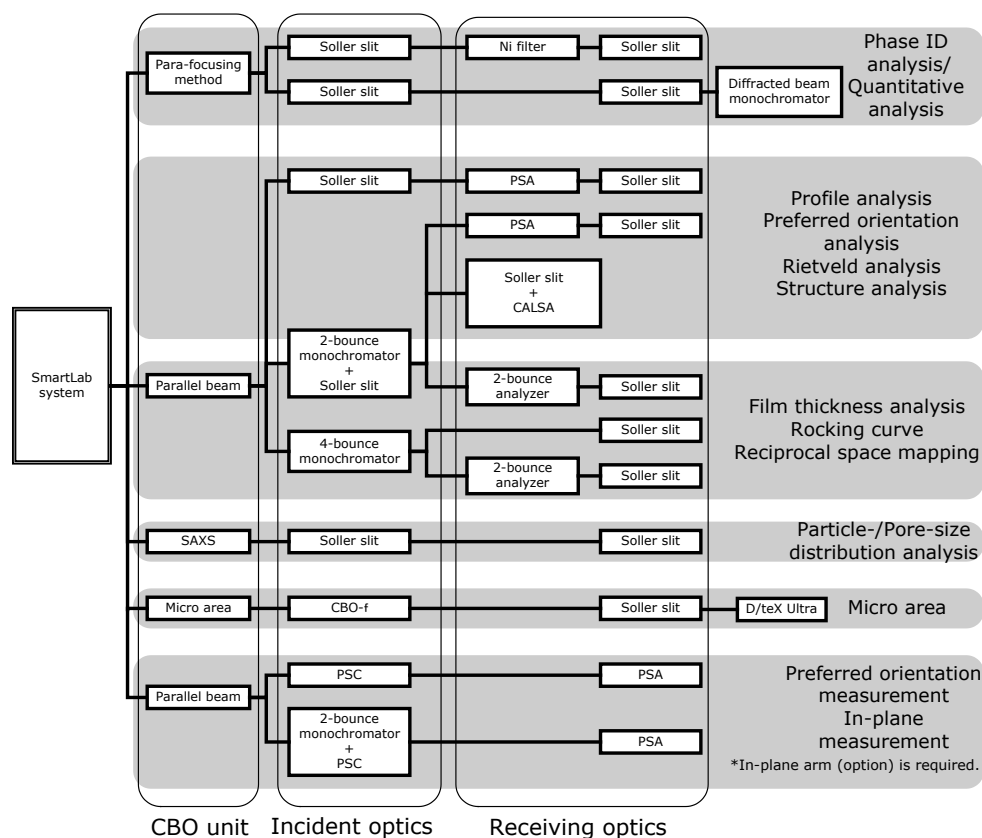 SmartLab
system
Para-focusing
method
Soller slit
Ni filter
Soller slit
Soller slit
Soller slit
Diffracted beam
monochromator
Phase ID
analysis/
Quantitative
analysis
Soller slit
PSA
Soller slit
PSA
Soller slit
Soller slit
+
CALSA
Profile analysis
Preferred orientation
analysis
Rietveld analysis
Structure analysis
Parallel beam
2-bounce
monochromator
+
Soller slit
2-bounce
analyzer
Soller slit
4-bounce
monochromator
Soller slit
2-bounce
analyzer
Soller slit
Film thickness analysis
Rocking curve
Reciprocal space mapping
SAXS
Soller slit
Soller slit
Particle-/Pore-size
distribution analysis
Micro area
CBO-f
Soller slit
D/teX Ultra
Micro area
Parallel beam
PSC
PSA
2-bounce
monochromator
+
PSC
PSA
Preferred orientation
measurement
In-plane
measurement
*In-plane arm (option) is required.
CBO unit
Incident optics
Receiving optics